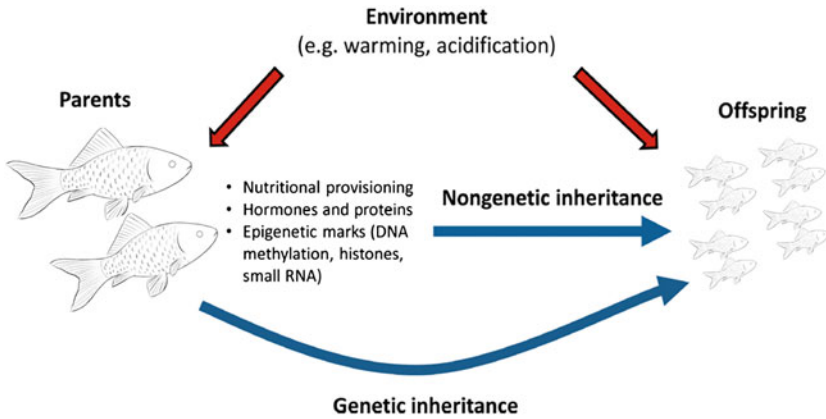 Environment
(e.g. warming, acidification)
Parents
Offspring
• Nutritional provisioning
• Hormones and proteins
• Epigenetic marks (DNA
methylation, histones,
small RNA)
Nongenetic inheritance
Genetic inheritance